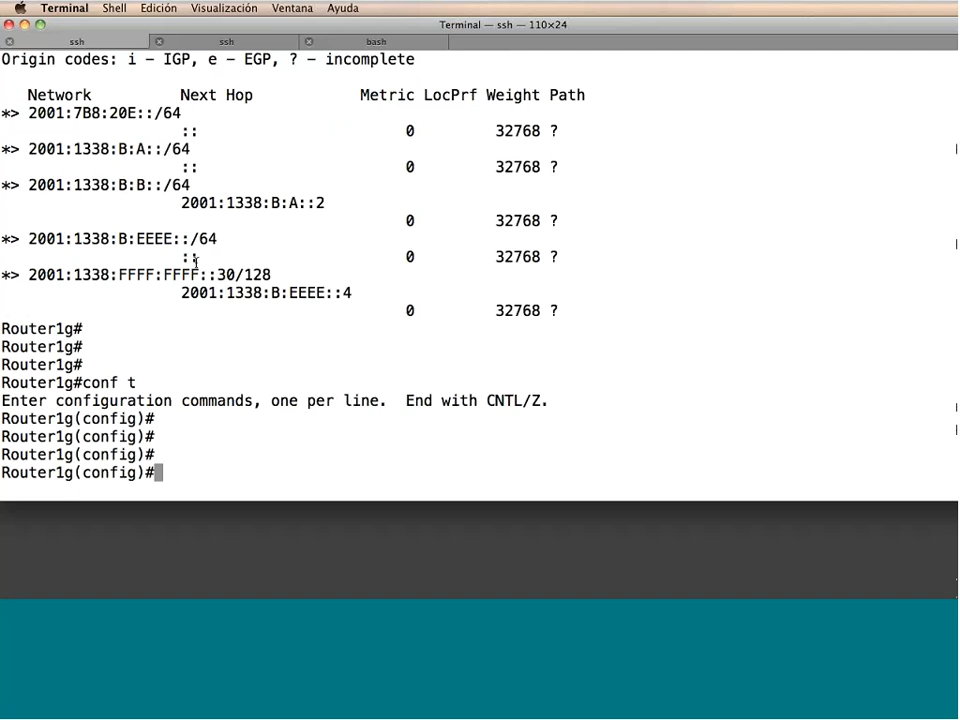 Terminal Shell Edición Visualización Ventana Ayuda
Terminal — ssh — 110×24
ssh ssh bash
Origin codes: i - IGP, e - EGP, ? - incomplete
Network Next Hop Metric LocPrf Weight Path
*> 2001:7B8:20E::/64
:: 0 32768 ?
*> 2001:1338:B:A::/64
:: 0 32768 ?
*> 2001:1338:B:B::/64
2001:1338:B:A::2
0 32768 ?
*> 2001:1338:B:EEEE::/64
:: 0 32768 ?
*> 2001:1338:FFFF:FFFF::30/128
2001:1338:B:EEEE::4
0 32768 ?
Router1g#
Router1g#
Router1g#
Router1g#conf t
Enter configuration commands, one per line. End with CNTL/Z.
Router1g(config)#
Router1g(config)#
Router1g(config)#
Router1g(config)#